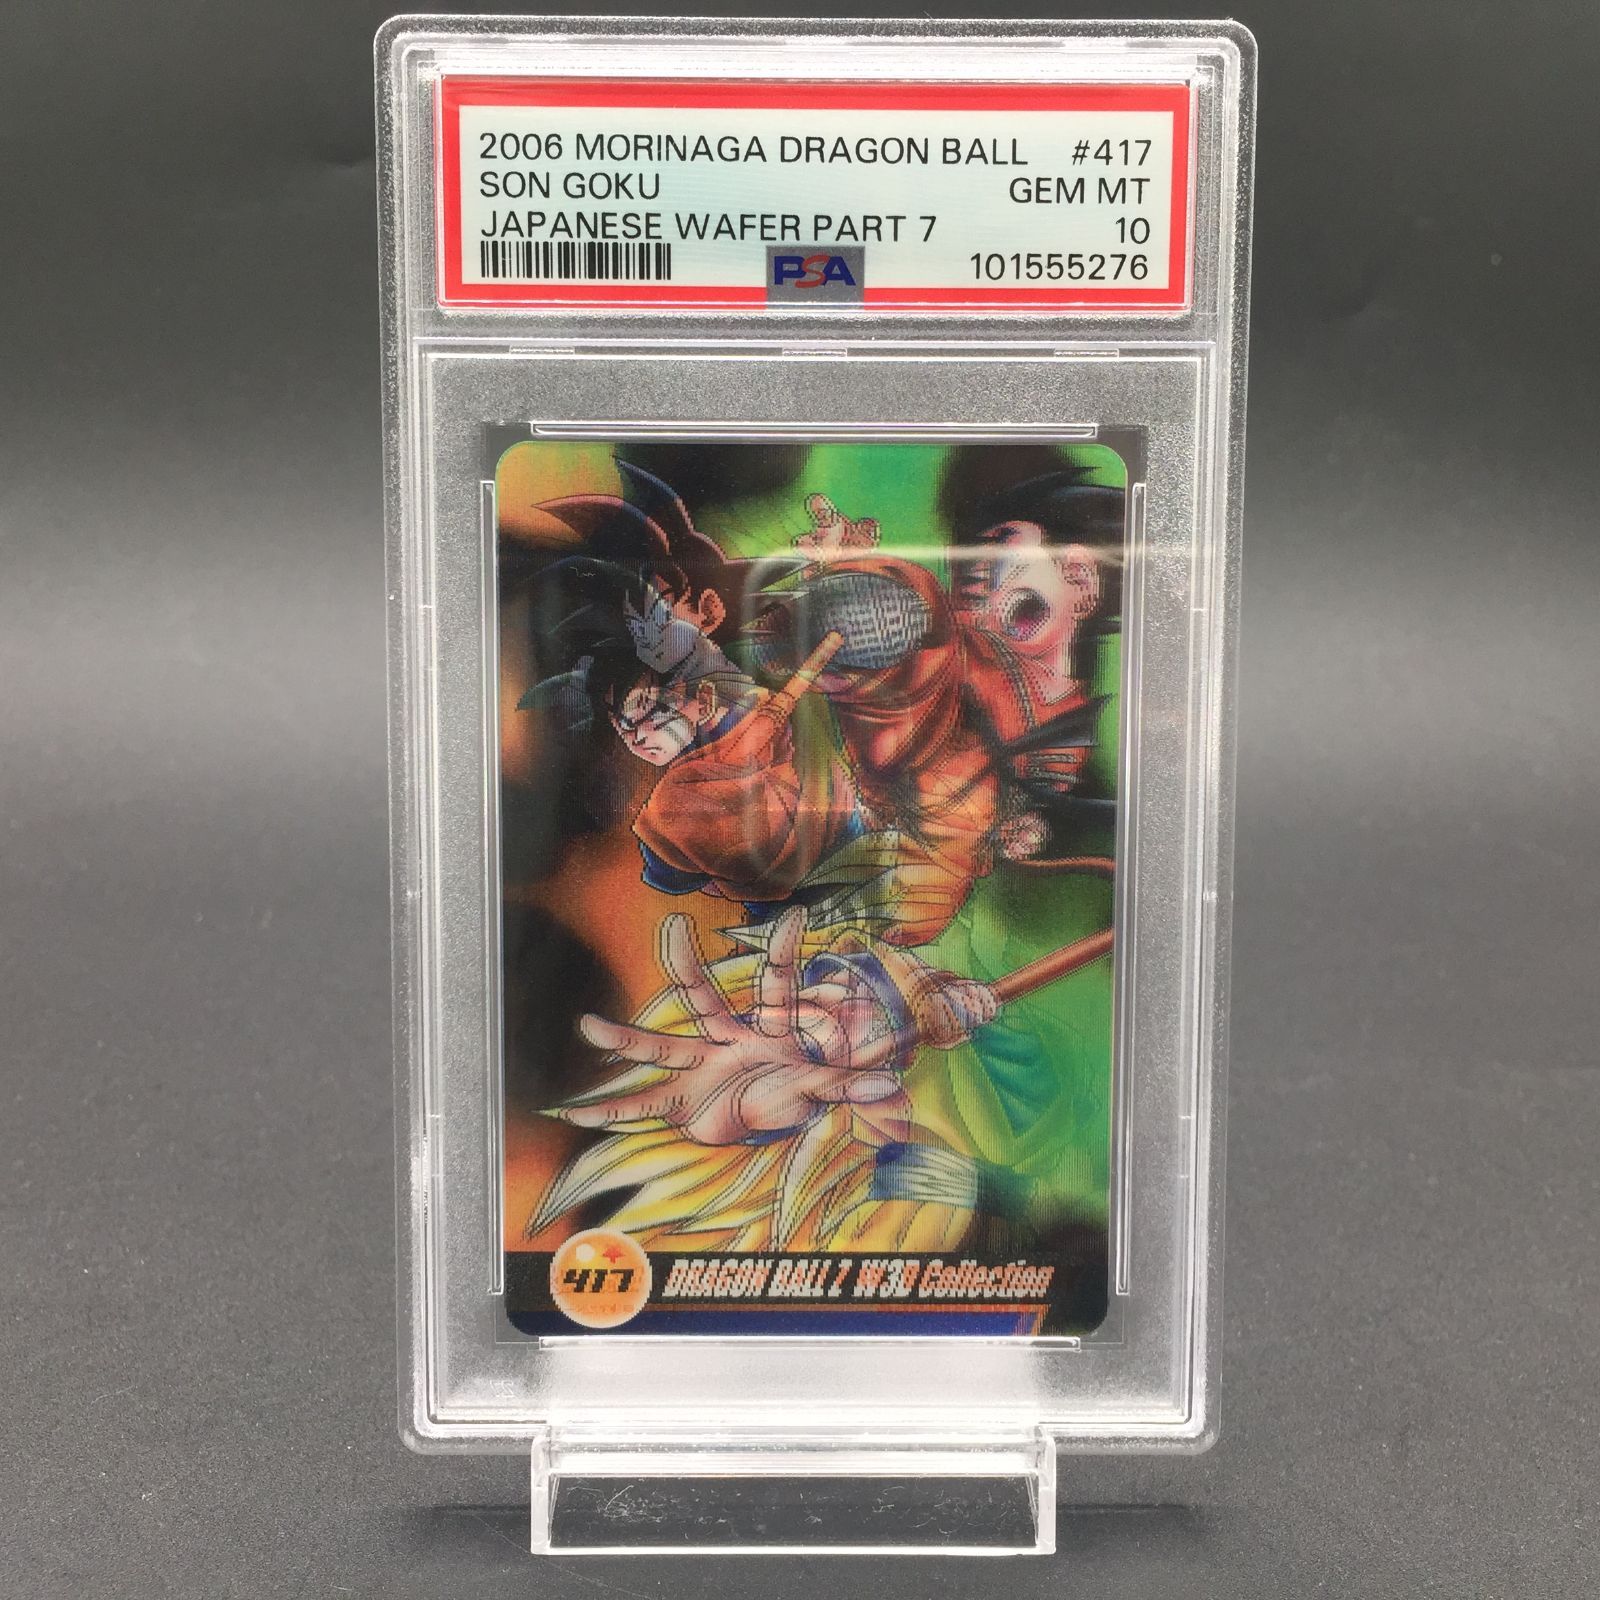 2006 MORINAGA DRAGON BALL #417
SON GOKU GEM MT
JAPANESE WAFER PART 7 10
PSA 101555276
417 DRAGON BALL Z W3D Collection